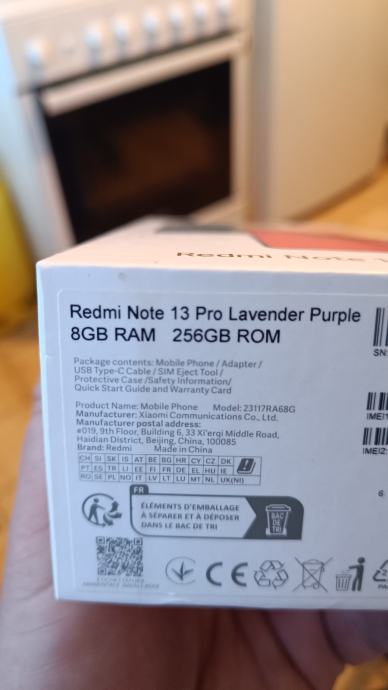 Redmi Note
Redmi Note 13 Pro Lavender Purple
8GB RAM 256GB ROM
Package contents: Mobile Phone / Adapter /
USB Type-C Cable / SIM Eject Tool /
Protective Case /Safety Information/
Quick Start Guide and Warranty Card
Product Name: Mobile Phone Model: 23117RA68G
Manufacturer: Xiaomi Communications Co., Ltd.
Manufacturer postal address:
#019, 9th Floor, Building 6, 33 Xi'erqi Middle Road,
Haidian District, Beijing, China, 100085
Brand: Redmi Made in China
CH SI SK IS AT BE BG HR CY CZ DK
PT ES TR LI EE FI FR DE EL HU IE
RO SE PL NO IT LV LT LU MT NL UK(NI)
FR
ÉLÉMENTS D'EMBALLAGE
À SÉPARER ET À DÉPOSER
DANS LE BAC DE TRI
BAC
DE
TRI
CE
SN:
IMEI1
IMEI2:
6